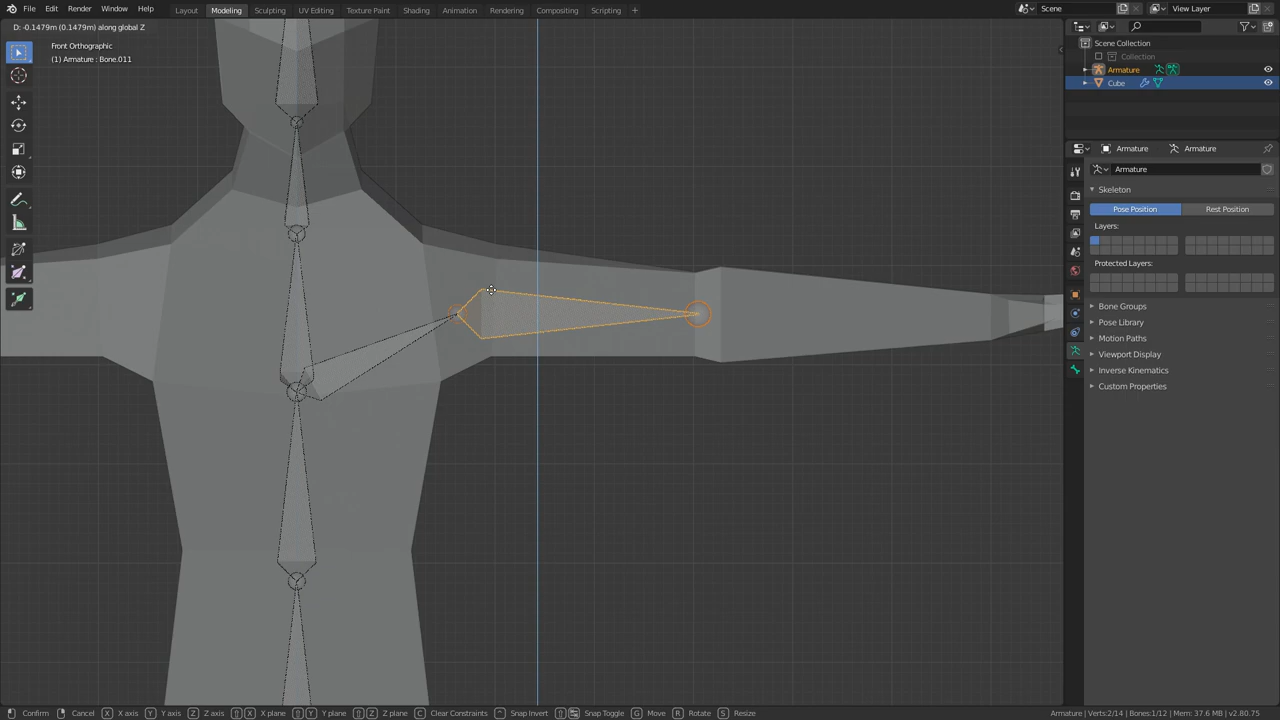 File Edit Render Window Help Layout Modeling Sculpting UV Editing Texture Paint Shading Animation Rendering Compositing Scripting + Scene View Layer
D: -0.1479m (0.1479m) along global Z
Front Orthographic
(1) Armature : Bone.011
Scene Collection
Collection
Armature
Cube
Armature Armature
Armature
Skeleton
Pose Position Rest Position
Layers:
Protected Layers:
Bone Groups
Pose Library
Motion Paths
Viewport Display
Inverse Kinematics
Custom Properties
Confirm Cancel X X axis Y Y axis Z Z axis X X plane Y Y plane Z Z plane C Clear Constraints ^ Snap Invert Snap Toggle G Move R Rotate S Resize Armature | Verts:2/14 | Bones:1/12 | Mem: 37.6 MB | v2.80.75